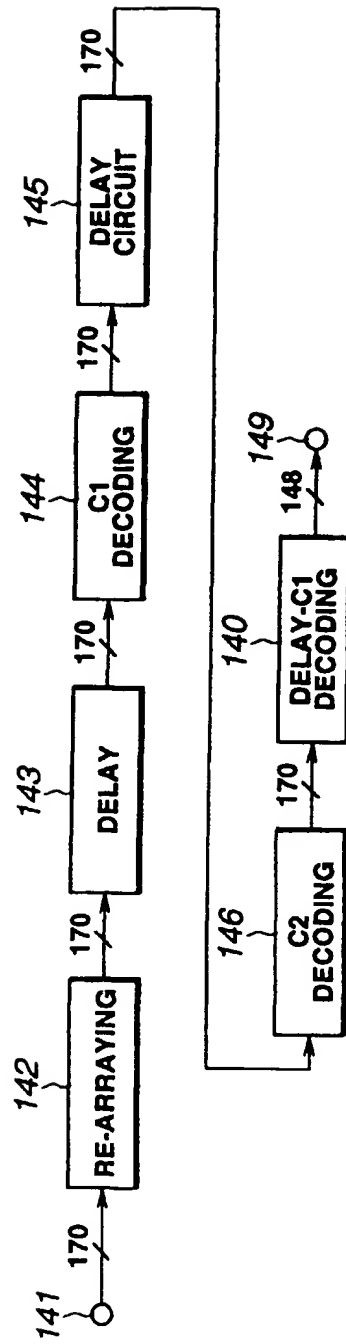 141
170
142
RE-ARRAYING
170
143
DELAY
170
144
C1
DECODING
170
145
DELAY
CIRCUIT
170
146
C2
DECODING
170
140
DELAY-C1
DECODING
148
149